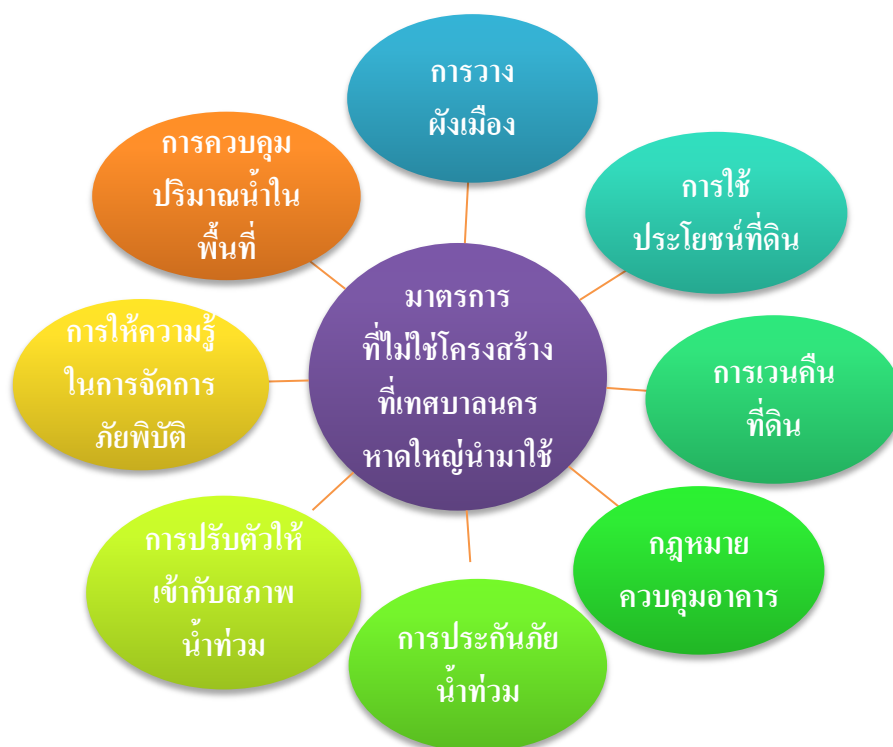 การวาง
ผังเมือง
การใช้
ประโยชน์ที่ดิน
การเวนคืน
ที่ดิน
กฎหมาย
ควบคุมอาคาร
การประกันภัย
น้ำท่วม
การปรับตัวให้
เข้ากับสภาพ
น้ำท่วม
การให้ความรู้
ในการจัดการ
ภัยพิบัติ
การควบคุม
ปริมาณน้ำใน
พื้นที่
มาตรการ
ที่ไม่ใช่โครงสร้าง
ที่เทศบาลนคร
หาดใหญ่นำมาใช้